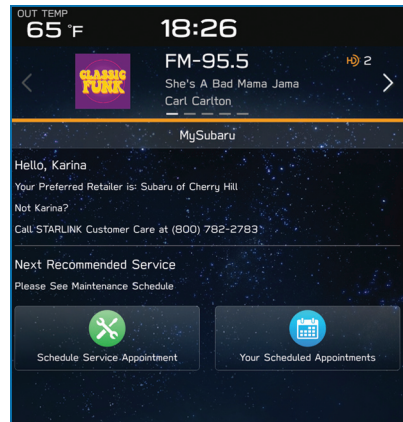 OUT TEMP
65 °F
18:26
FM-95.5
HD 2
CLASSIC
FUNK
She's A Bad Mama Jama
Carl Carlton
MySubaru
Hello, Karina
Your Preferred Retailer is: Subaru of Cherry Hill
Not Karina?
Call STARLINK Customer Care at (800) 782-2783
Next Recommended Service
Please See Maintenance Schedule
Schedule Service Appointment
Your Scheduled Appointments